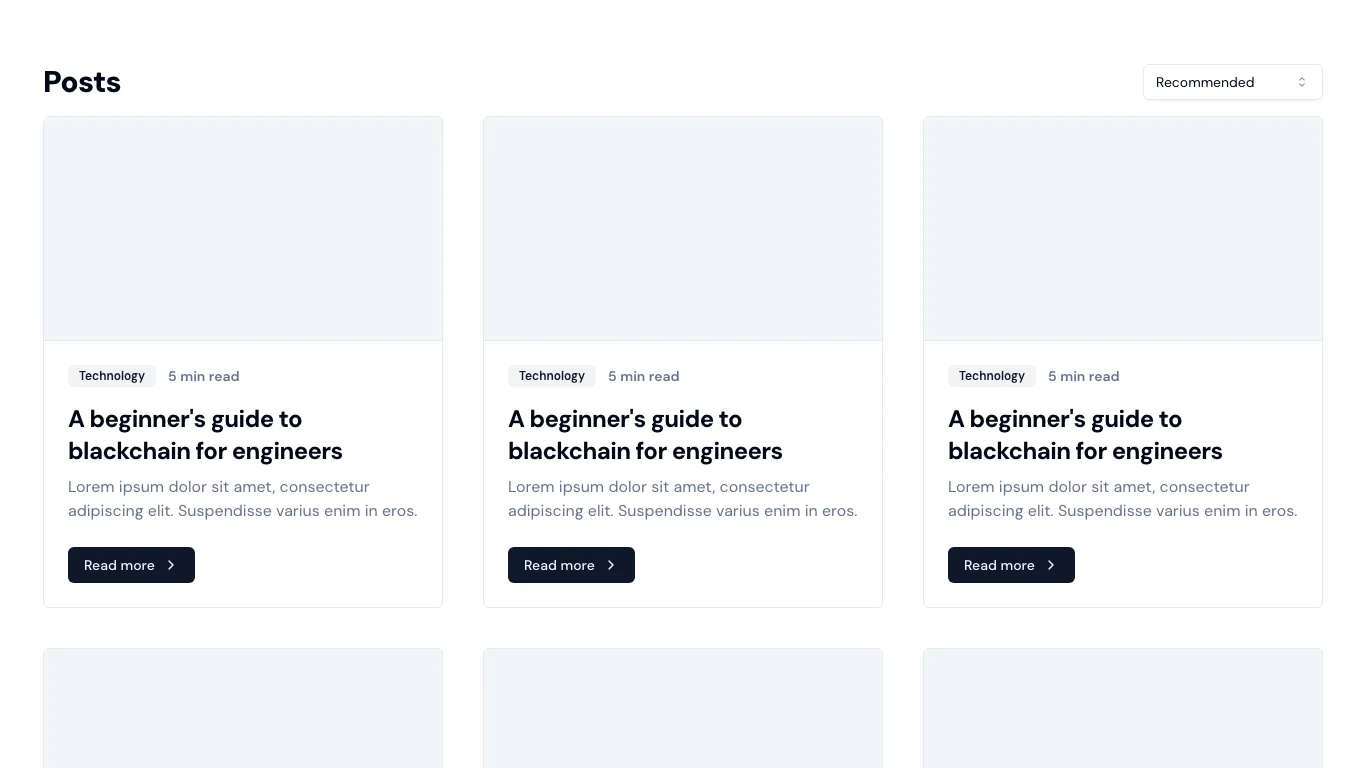 Posts
Recommended
Technology 5 min read
A beginner's guide to
blackchain for engineers
Lorem ipsum dolor sit amet, consectetur
adipiscing elit. Suspendisse varius enim in eros.
Read more
Technology 5 min read
A beginner's guide to
blackchain for engineers
Lorem ipsum dolor sit amet, consectetur
adipiscing elit. Suspendisse varius enim in eros.
Read more
Technology 5 min read
A beginner's guide to
blackchain for engineers
Lorem ipsum dolor sit amet, consectetur
adipiscing elit. Suspendisse varius enim in eros.
Read more